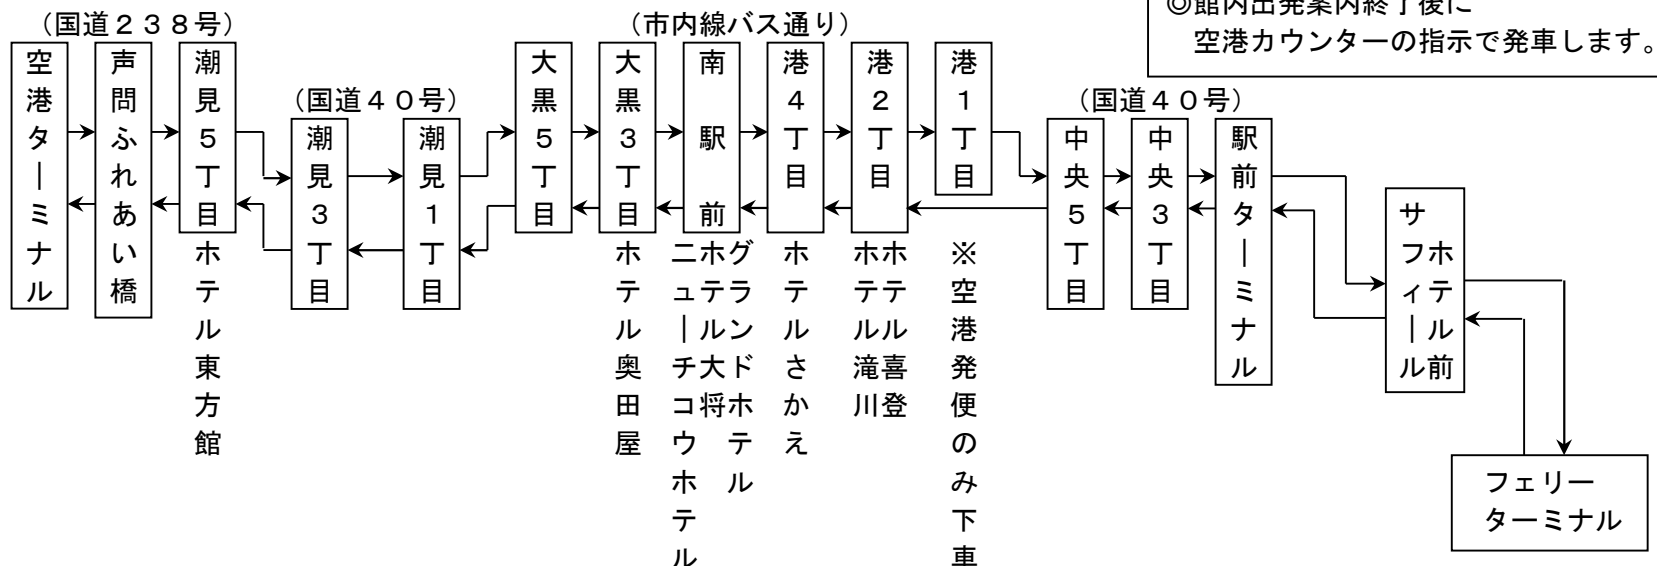 ◎館内出発案内終了後に
空港カウンターの指示で発車します。
（国道２３８号）
（市内線バス通り）
（国道４０号）
（国道４０号）
空港ターミナル
声問ふれあい橋
潮見５丁目
ホテル東方館
潮見３丁目
潮見１丁目
大黒５丁目
大黒３丁目
ホテル奥田屋
南駅前
グランドホテル
ホテル大将
ニューチコウホテル
港４丁目
ホテルさかえ
港２丁目
ホテル喜登
ホテル滝川
港１丁目
※空港発便のみ下車
中央５丁目
中央３丁目
駅前ターミナル
サフィール
ホテル前
フェリー
ターミナル